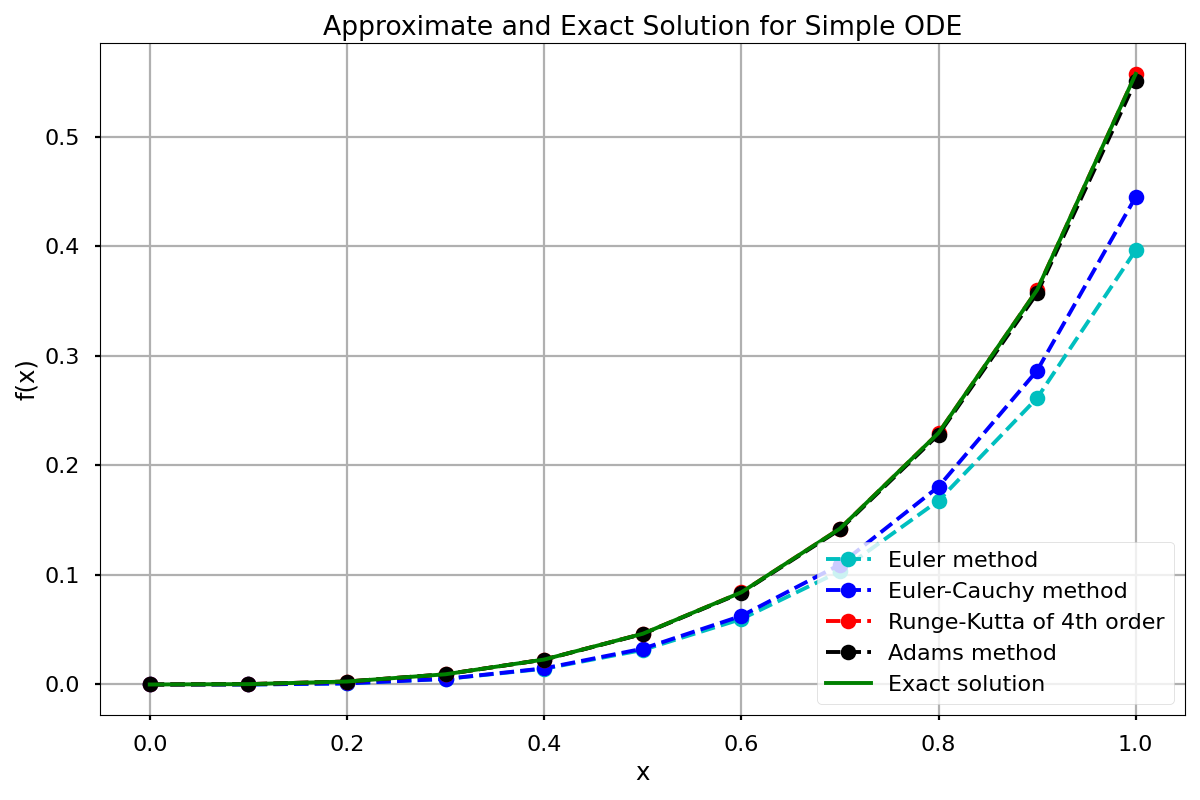 Approximate and Exact Solution for Simple ODE
f(x)
0.5
0.4
0.3
0.2
0.1
0.0
Euler method
Euler-Cauchy method
Runge-Kutta of 4th order
Adams method
Exact solution
0.0 0.2 0.4 0.6 0.8 1.0
x